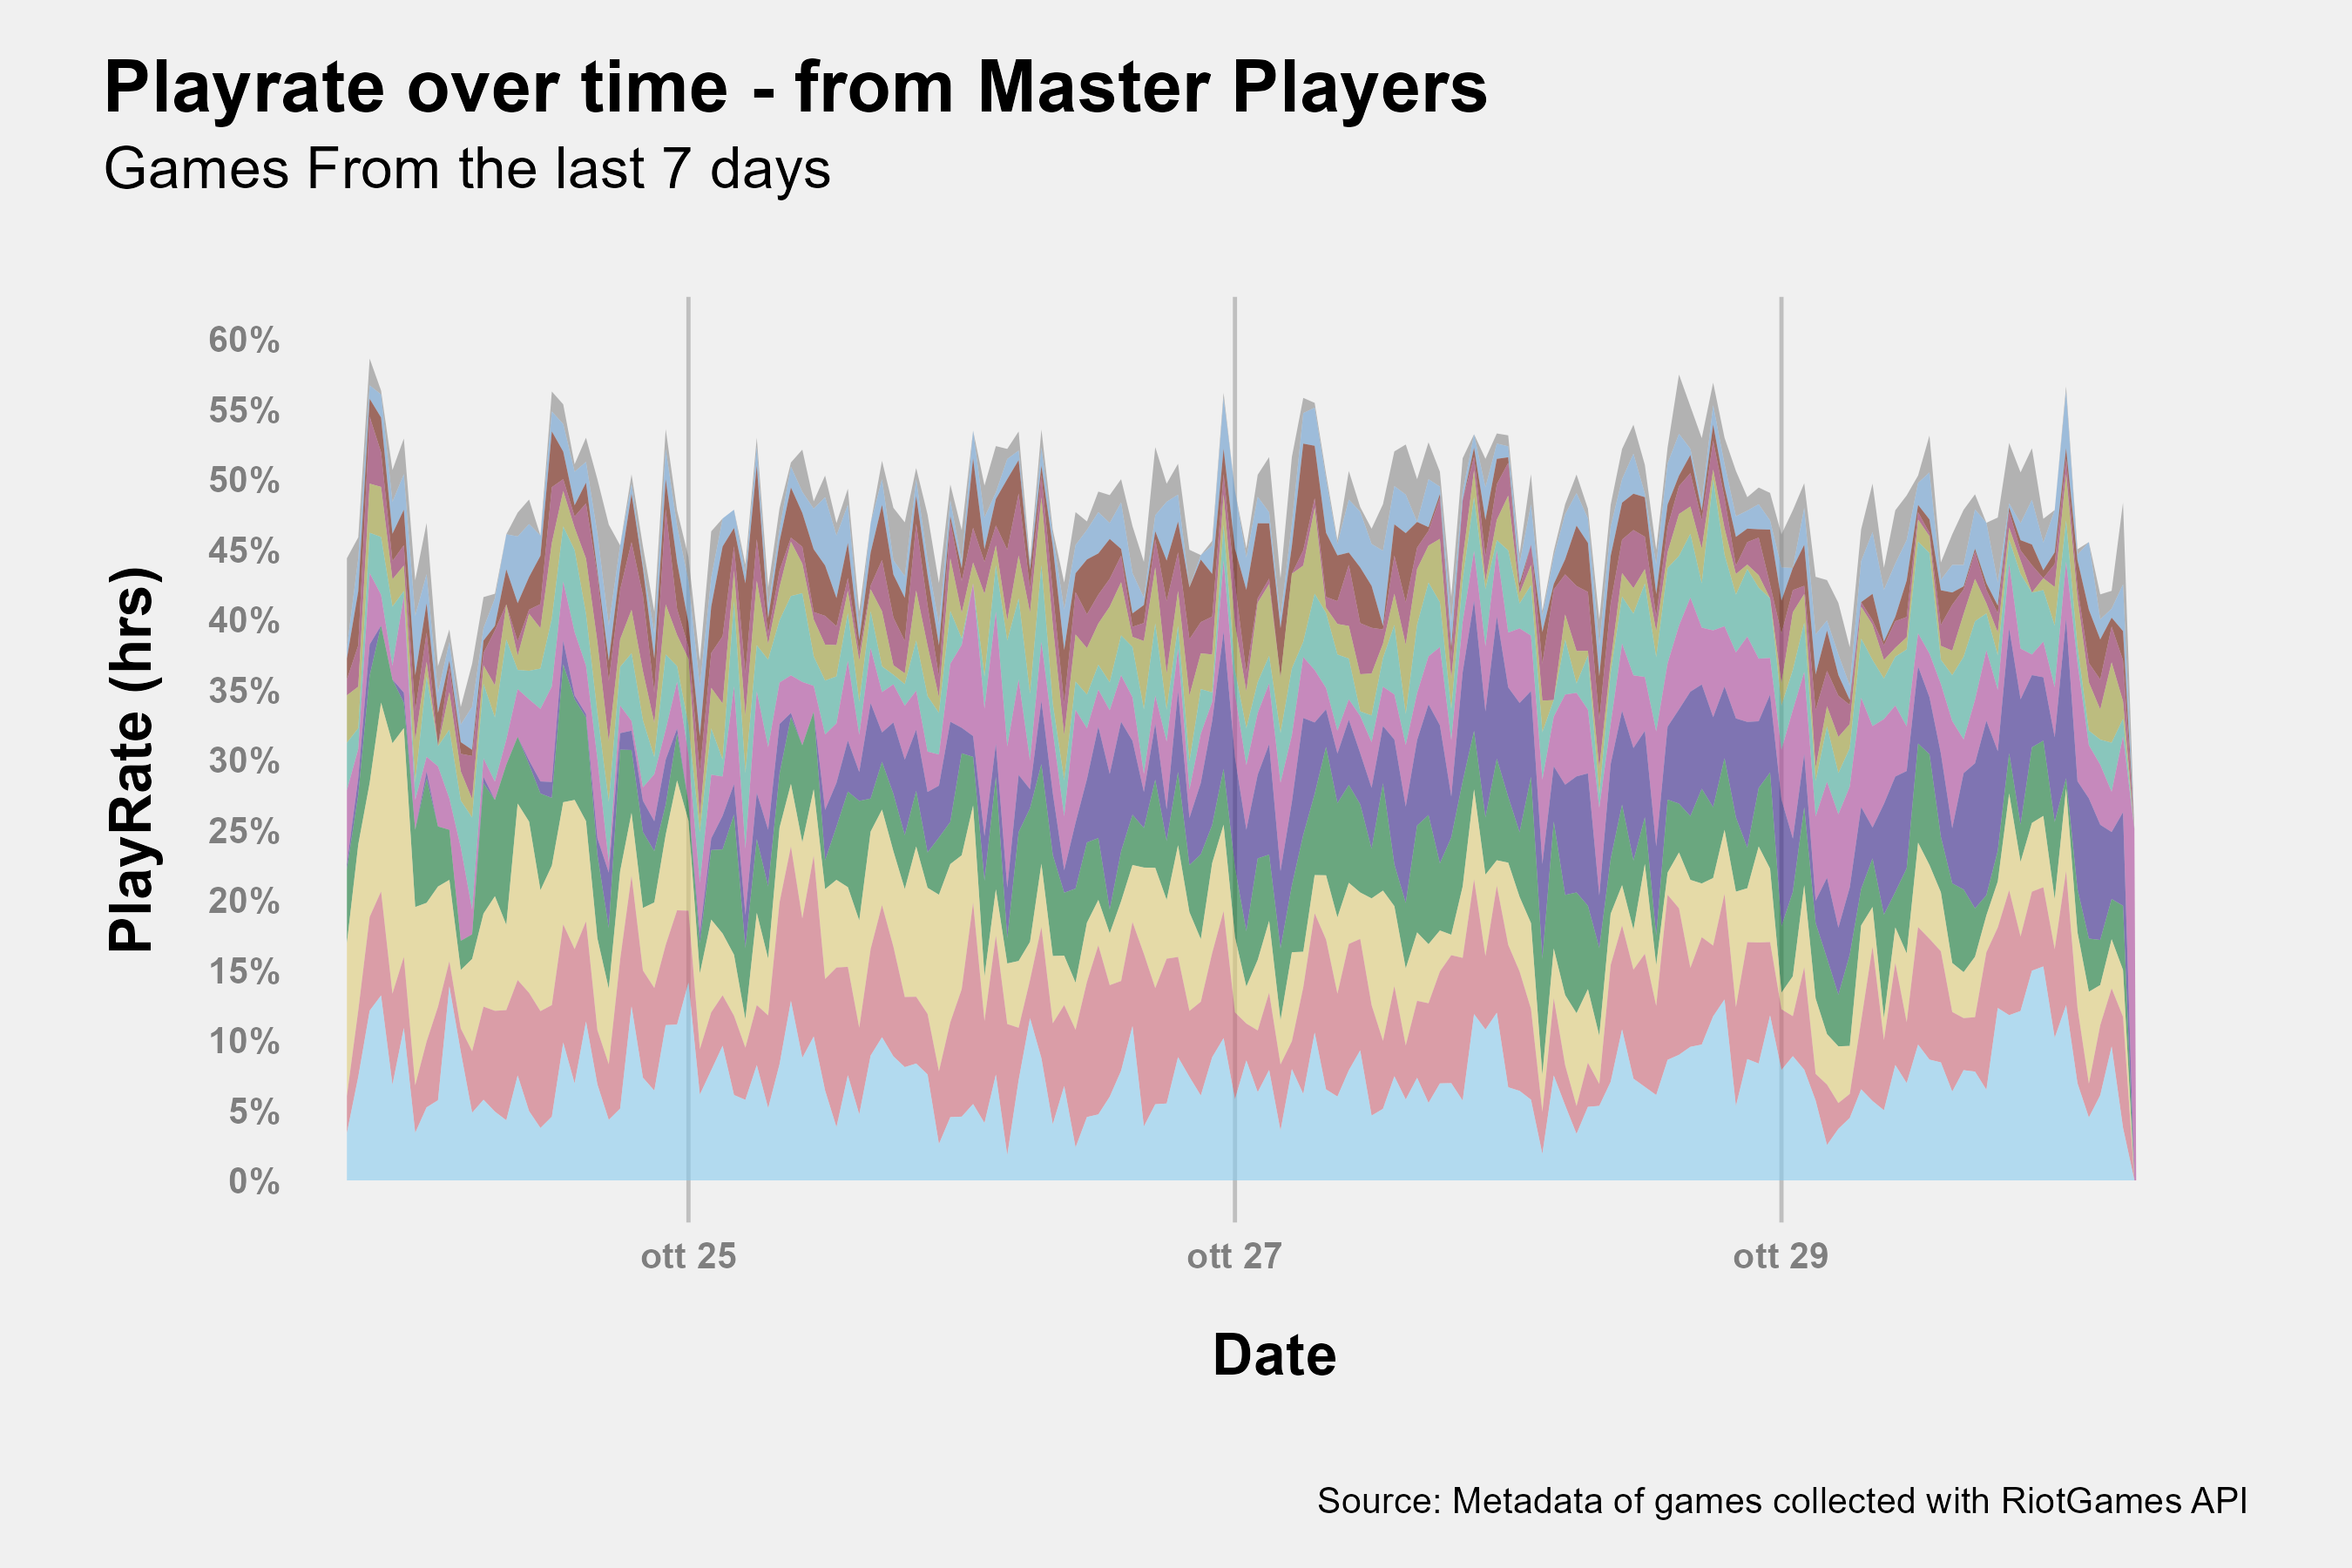 Playrate over time - from Master Players
Games From the last 7 days
PlayRate (hrs)
60%
55%
50%
45%
40%
35%
30%
25%
20%
15%
10%
5%
0%
ott 25
ott 27
ott 29
Date
Source: Metadata of games collected with RiotGames API